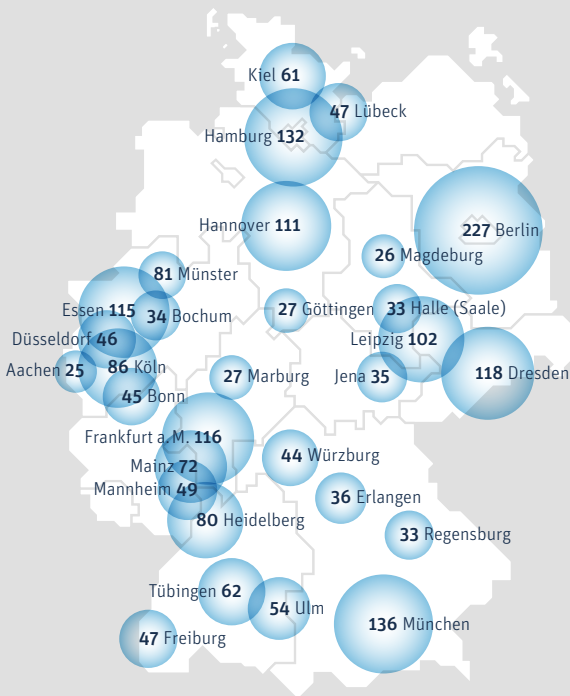 Kiel 61
47 Lübeck
Hamburg 132
Hannover 111
227 Berlin
26 Magdeburg
81 Münster
Essen 115
34 Bochum
27 Göttingen
33 Halle (Saale)
Düsseldorf 46
Leipzig 102
86 Köln
Aachen 25
27 Marburg
Jena 35
118 Dresden
45 Bonn
Frankfurt a. M. 116
44 Würzburg
Mainz 72
Mannheim 49
36 Erlangen
80 Heidelberg
33 Regensburg
Tübingen 62
54 Ulm
136 München
47 Freiburg